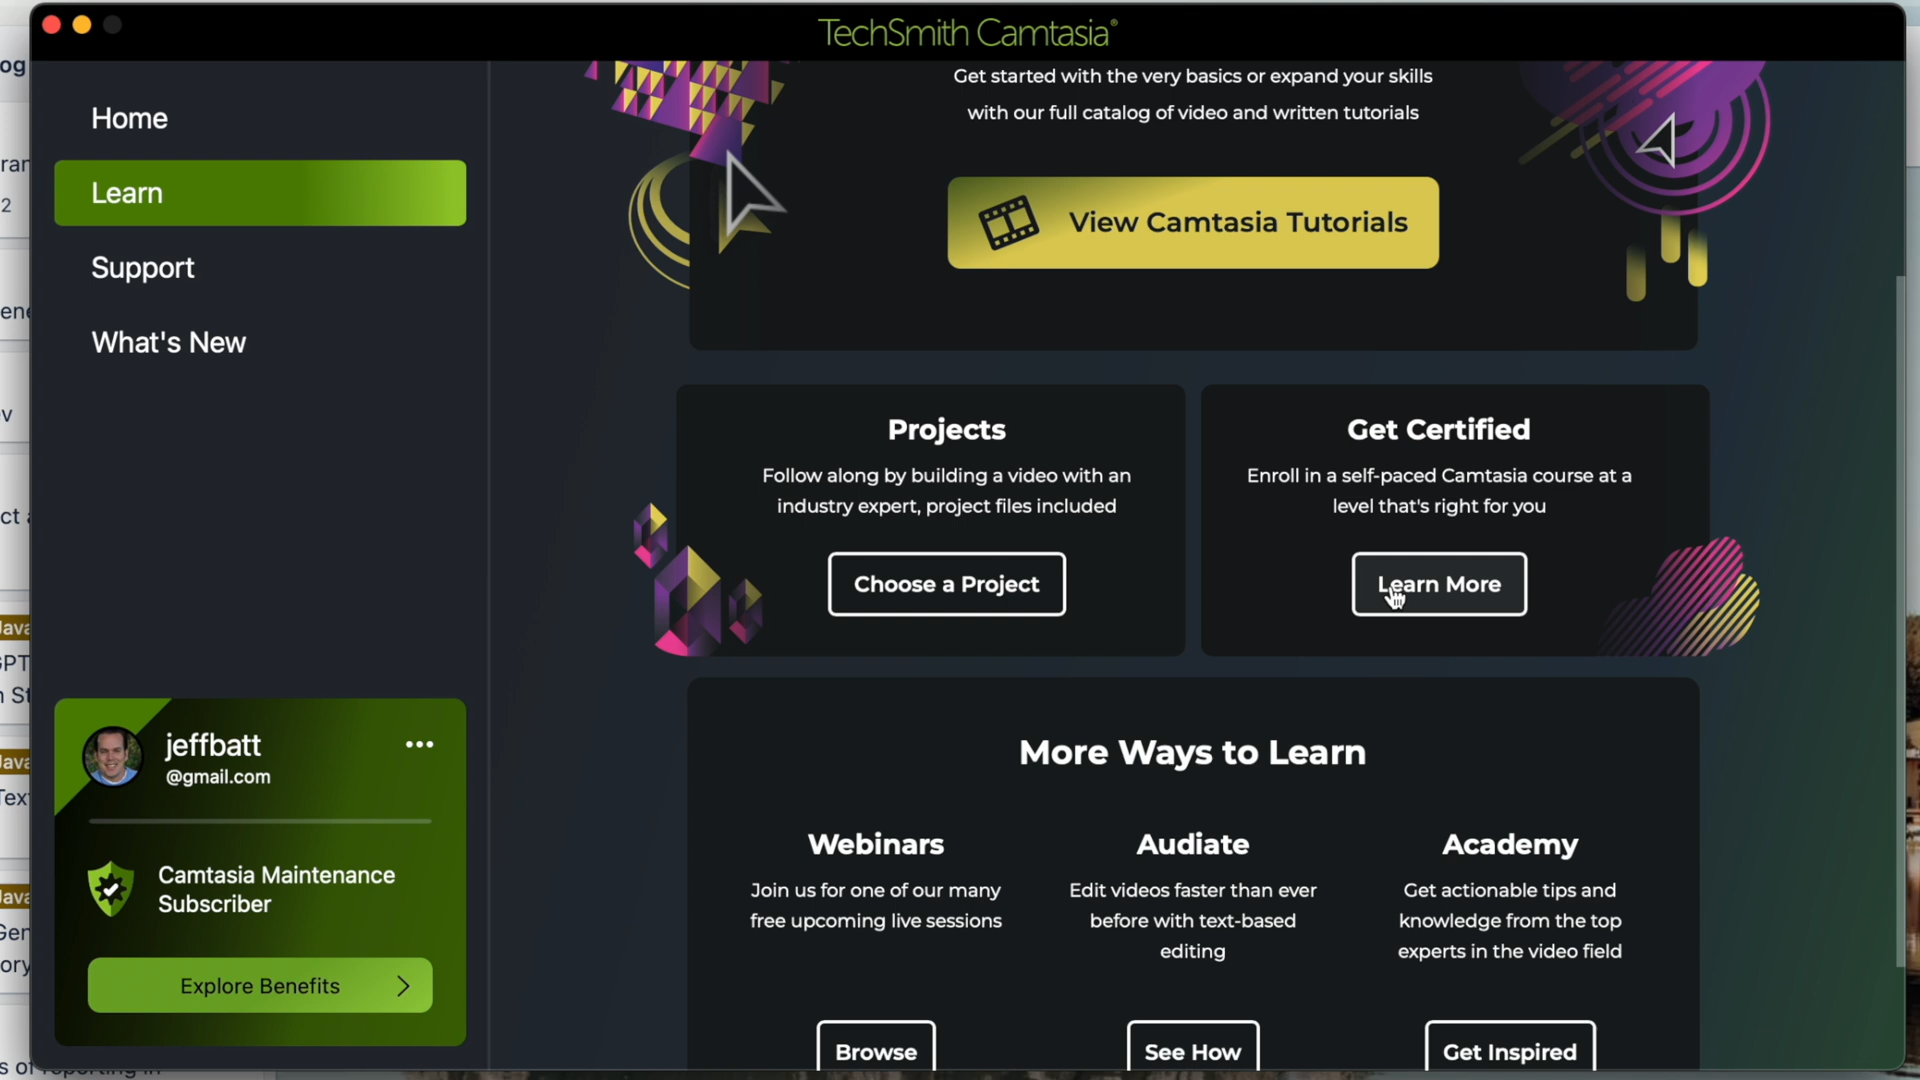 TechSmith Camtasia®
Home
Learn
Support
What's New
jeffbatt
@gmail.com
Camtasia Maintenance
Subscriber
Explore Benefits
Get started with the very basics or expand your skills
with our full catalog of video and written tutorials
View Camtasia Tutorials
Projects
Follow along by building a video with an
industry expert, project files included
Choose a Project
Get Certified
Enroll in a self-paced Camtasia course at a
level that's right for you
Learn More
More Ways to Learn
Webinars
Join us for one of our many
free upcoming live sessions
Browse
Audiate
Edit videos faster than ever
before with text-based
editing
See How
Academy
Get actionable tips and
knowledge from the top
experts in the video field
Get Inspired